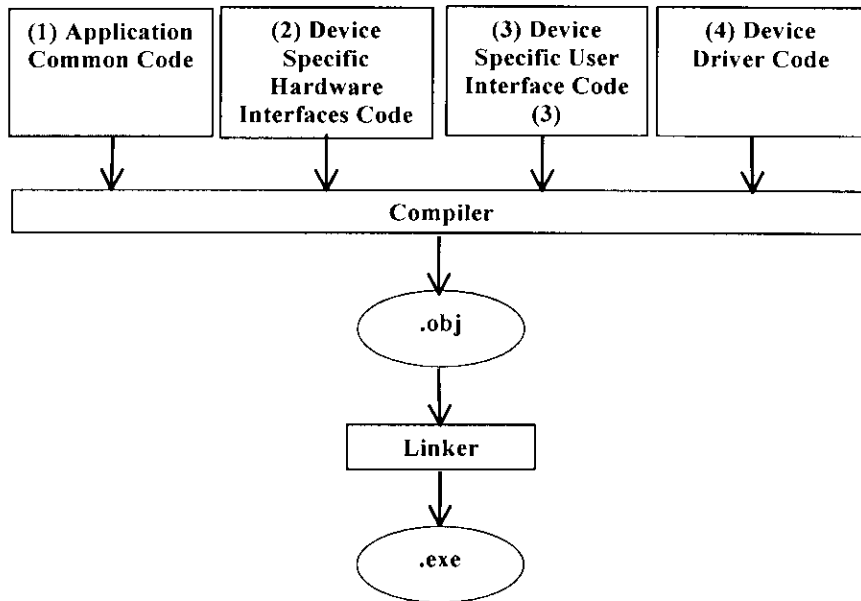 (1) Application
Common Code
(2) Device
Specific
Hardware
Interfaces Code
(3) Device
Specific User
Interface Code
(3)
(4) Device
Driver Code
Compiler
.obj
Linker
.exe